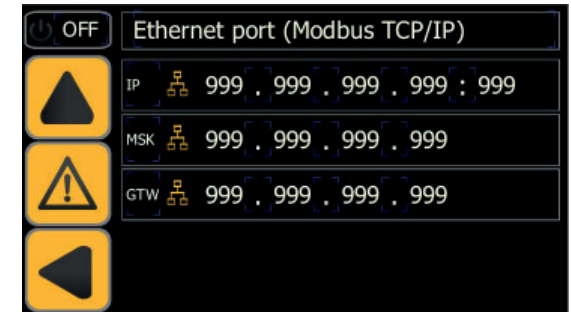 OFF
Ethernet port (Modbus TCP/IP)
IP 999 . 999 . 999 . 999 : 999
MSK 999 . 999 . 999 . 999
GTW 999 . 999 . 999 . 999